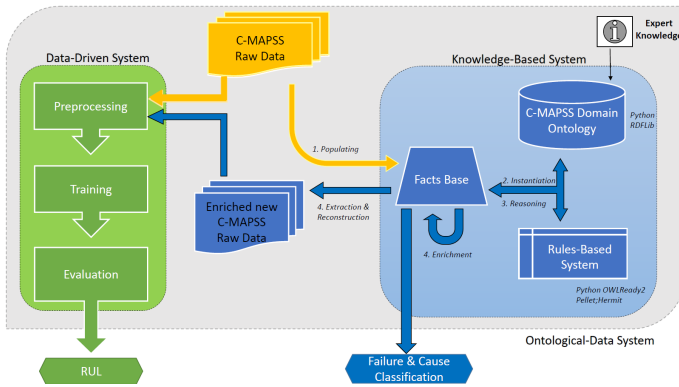 C-MAPSS
Raw Data
Expert
Knowledge
Data-Driven System
Knowledge-Based System
Preprocessing
Training
Evaluation
1. Populating
C-MAPSS Domain
Ontology
Python
RDFLib
Facts Base
2. Instantiation
3. Reasoning
Enriched new
C-MAPSS
Raw Data
4. Extraction &
Reconstruction
4. Enrichment
Rules-Based
System
Python OWLReady2
Pellet;Hermit
Ontological-Data System
RUL
Failure & Cause
Classification